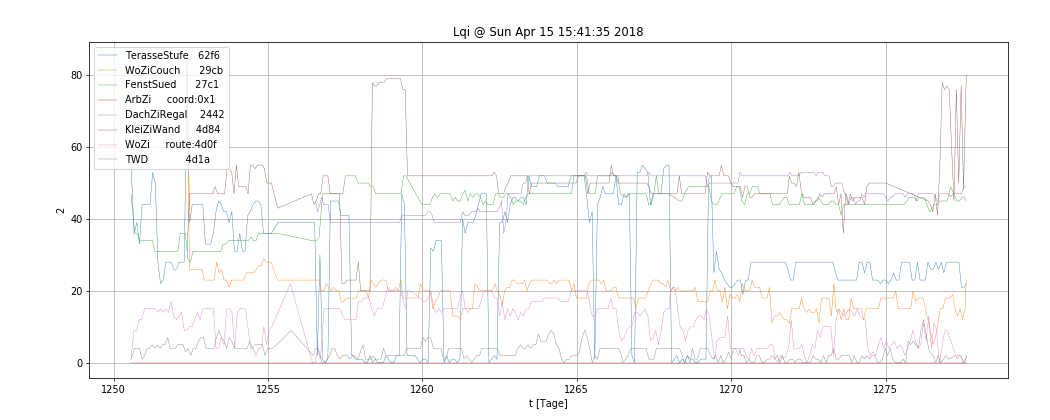 Lqi @ Sun Apr 15 15:41:35 2018
TerasseStufe 62f6
WoZiCouch 29cb
FenstSued 27c1
ArbZi coord:0x1
DachZiRegal 2442
KleiZiWand 4d84
WoZi route:4d0f
TWD 4d1a
80
60
40
20
0
2
1250 1255 1260 1265 1270 1275
t [Tage]